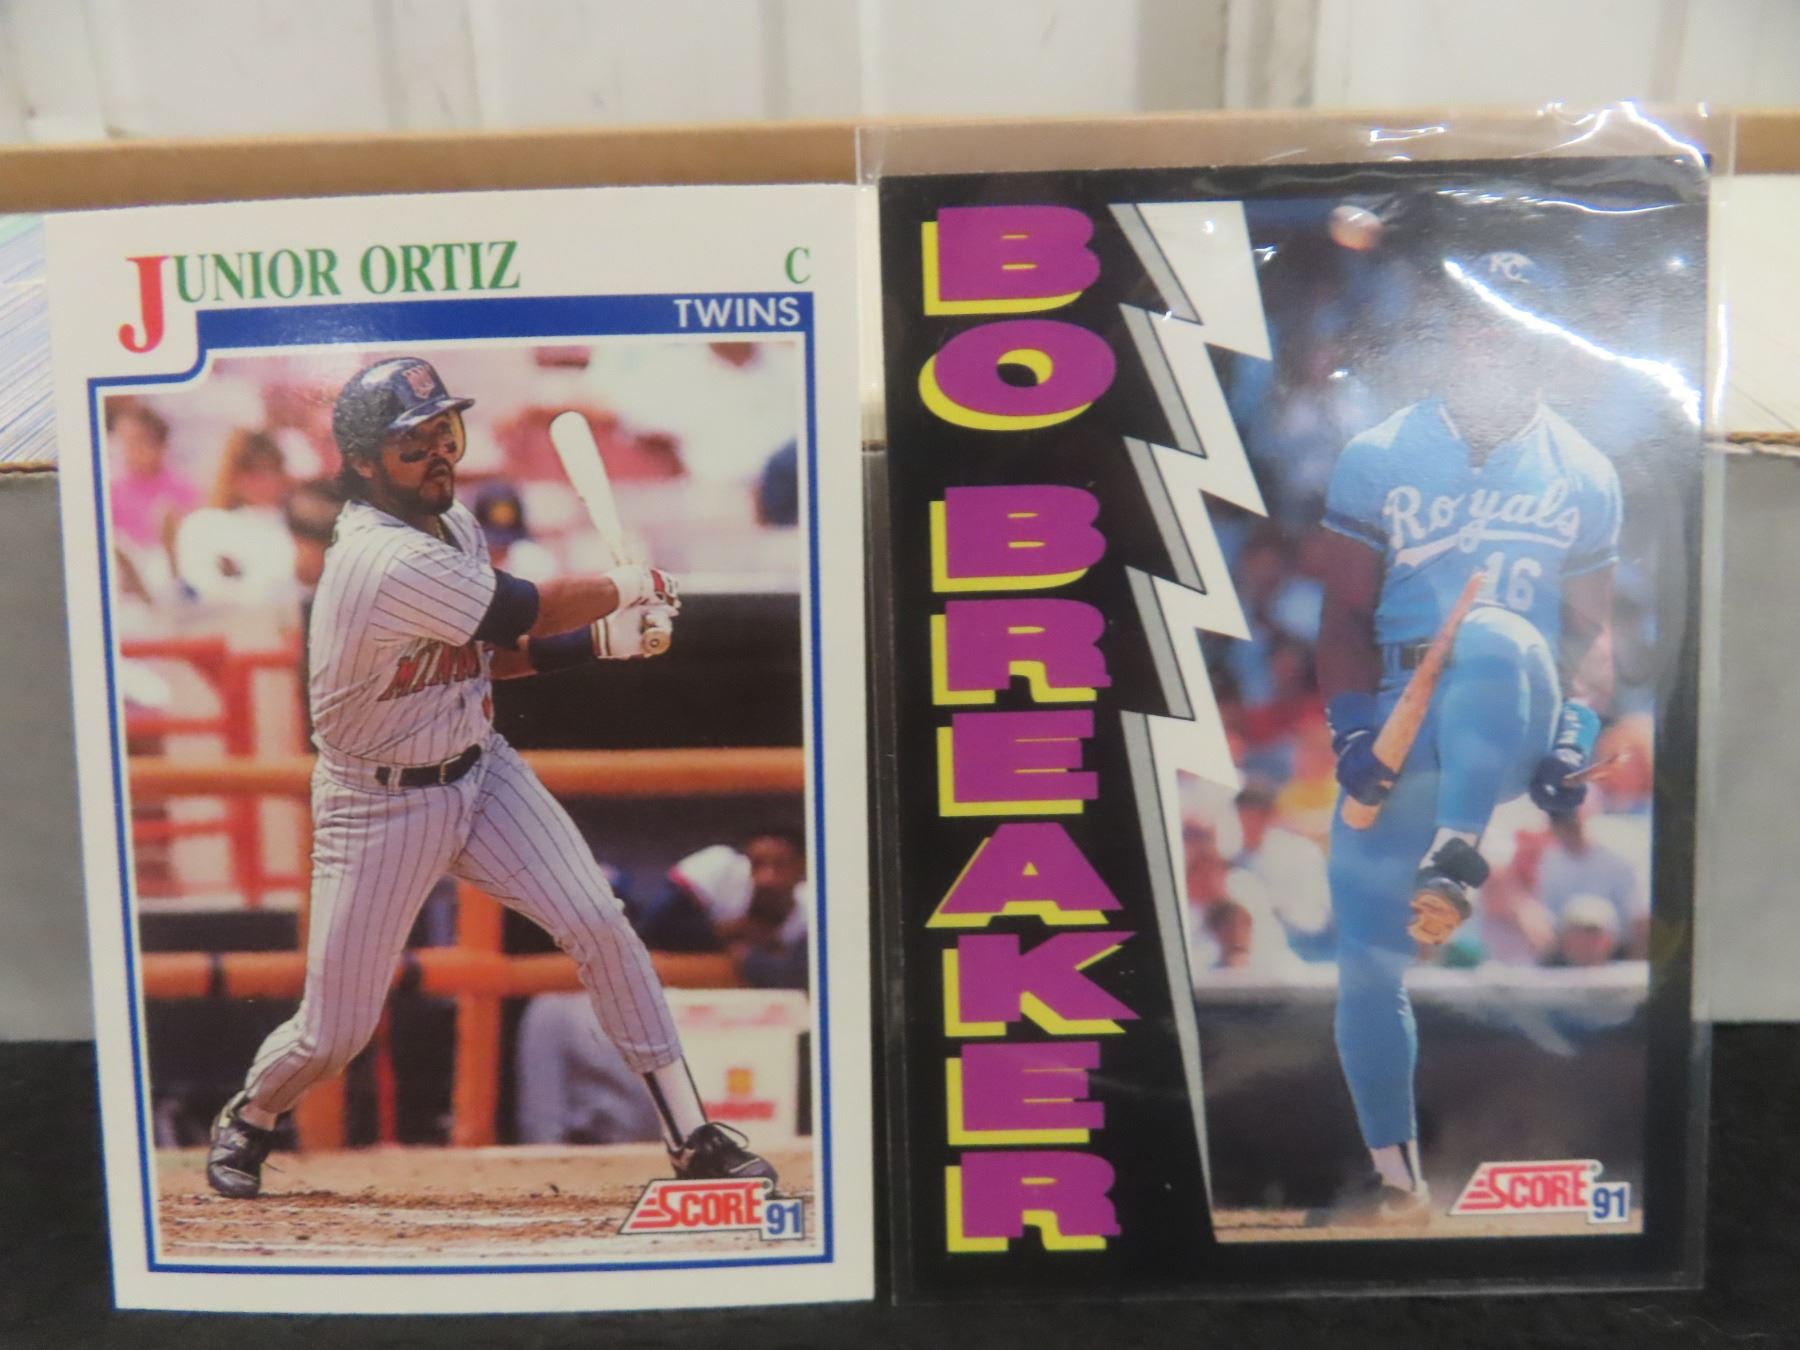 JUNIOR ORTIZ C
TWINS
SCORE
91
BO BREAKER
KC
Royals
16
SCORE
91